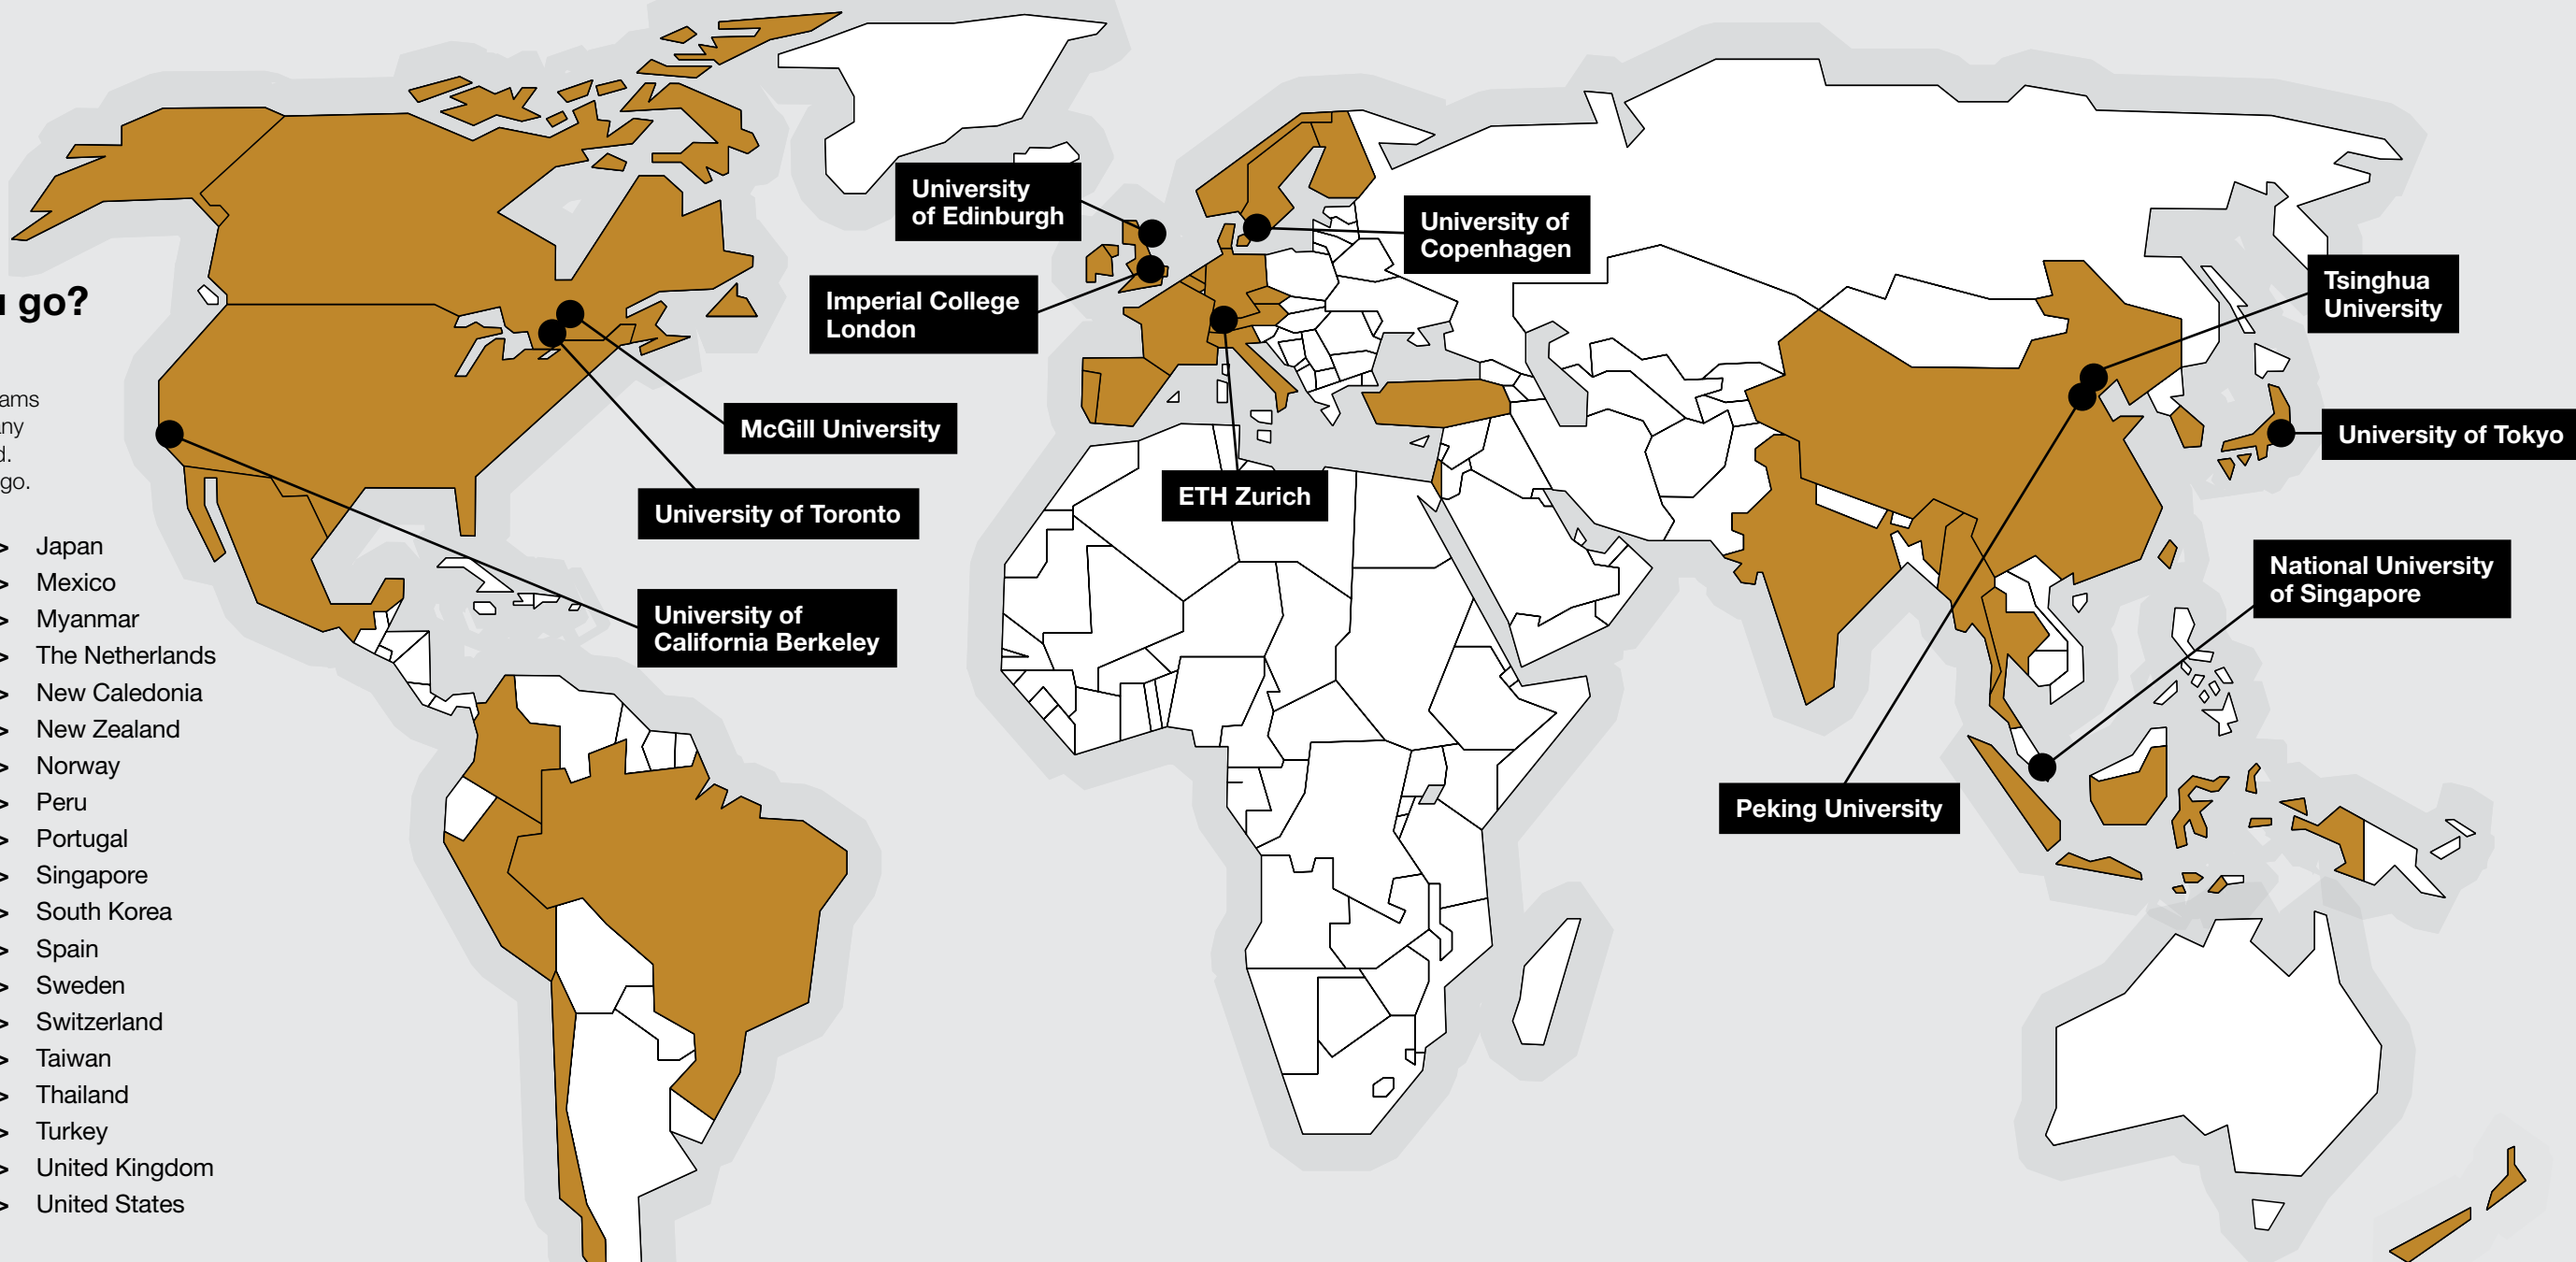 go?
go.
> Japan
> Mexico
> Myanmar
> The Netherlands
> New Caledonia
> New Zealand
> Norway
> Peru
> Portugal
> Singapore
> South Korea
> Spain
> Sweden
> Switzerland
> Taiwan
> Thailand
> Turkey
> United Kingdom
> United States
University
of Edinburgh
Imperial College
London
McGill University
University of Toronto
University of
California Berkeley
University of
Copenhagen
ETH Zurich
Tsinghua
University
University of Tokyo
National University
of Singapore
Peking University